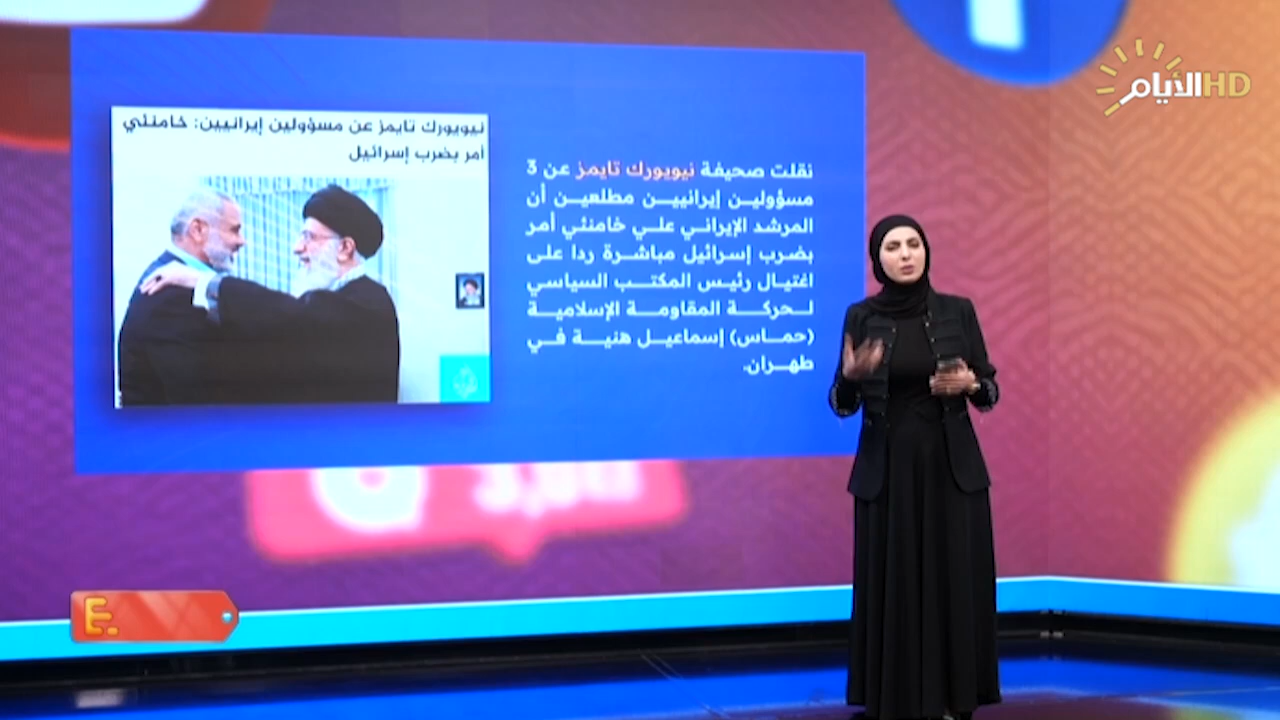 الأيام HD
نيويورك تايمز عن مسؤولين إيرانيين: خامنئي
أمر بضرب إسرائيل
نقلت صحيفة نيويورك تايمز عن 3
مسؤولين إيرانيين مطلعين أن
المرشد الإيراني علي خامنئي أمر
بضرب إسرائيل مباشرة ردا على
اغتيال رئيس المكتب السياسي
لحركة المقاومة الإسلامية
(حماس) إسماعيل هنية في
طهران.
E.